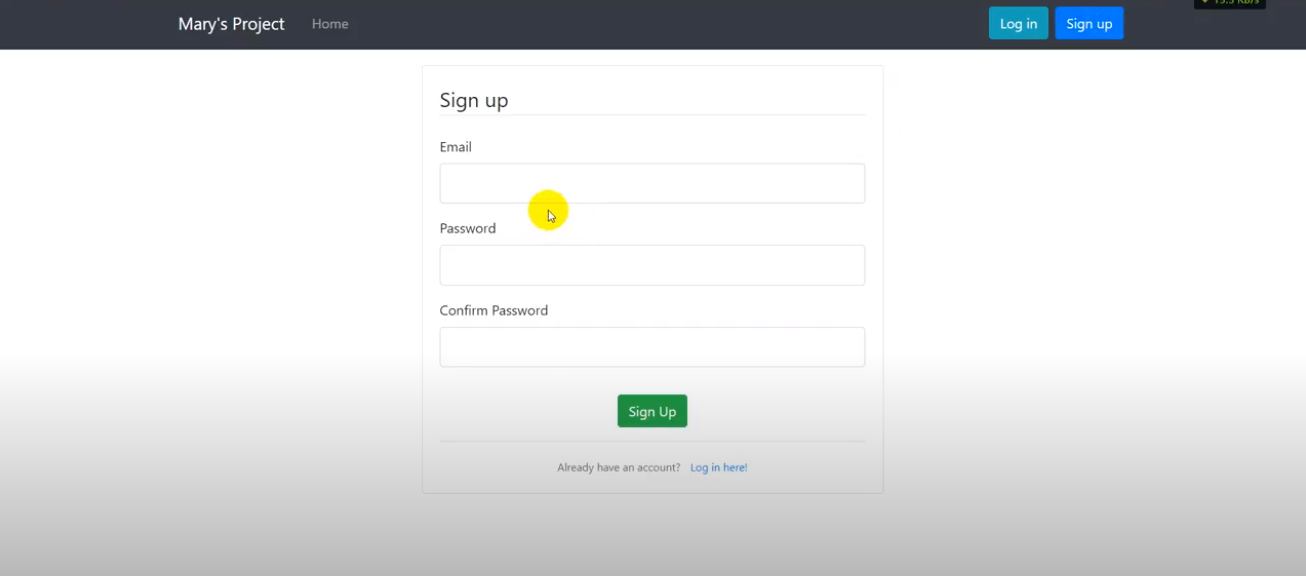 Mary's Project Home Log in Sign up
Sign up
Email
Password
Confirm Password
Sign Up
Already have an account? Log in here!